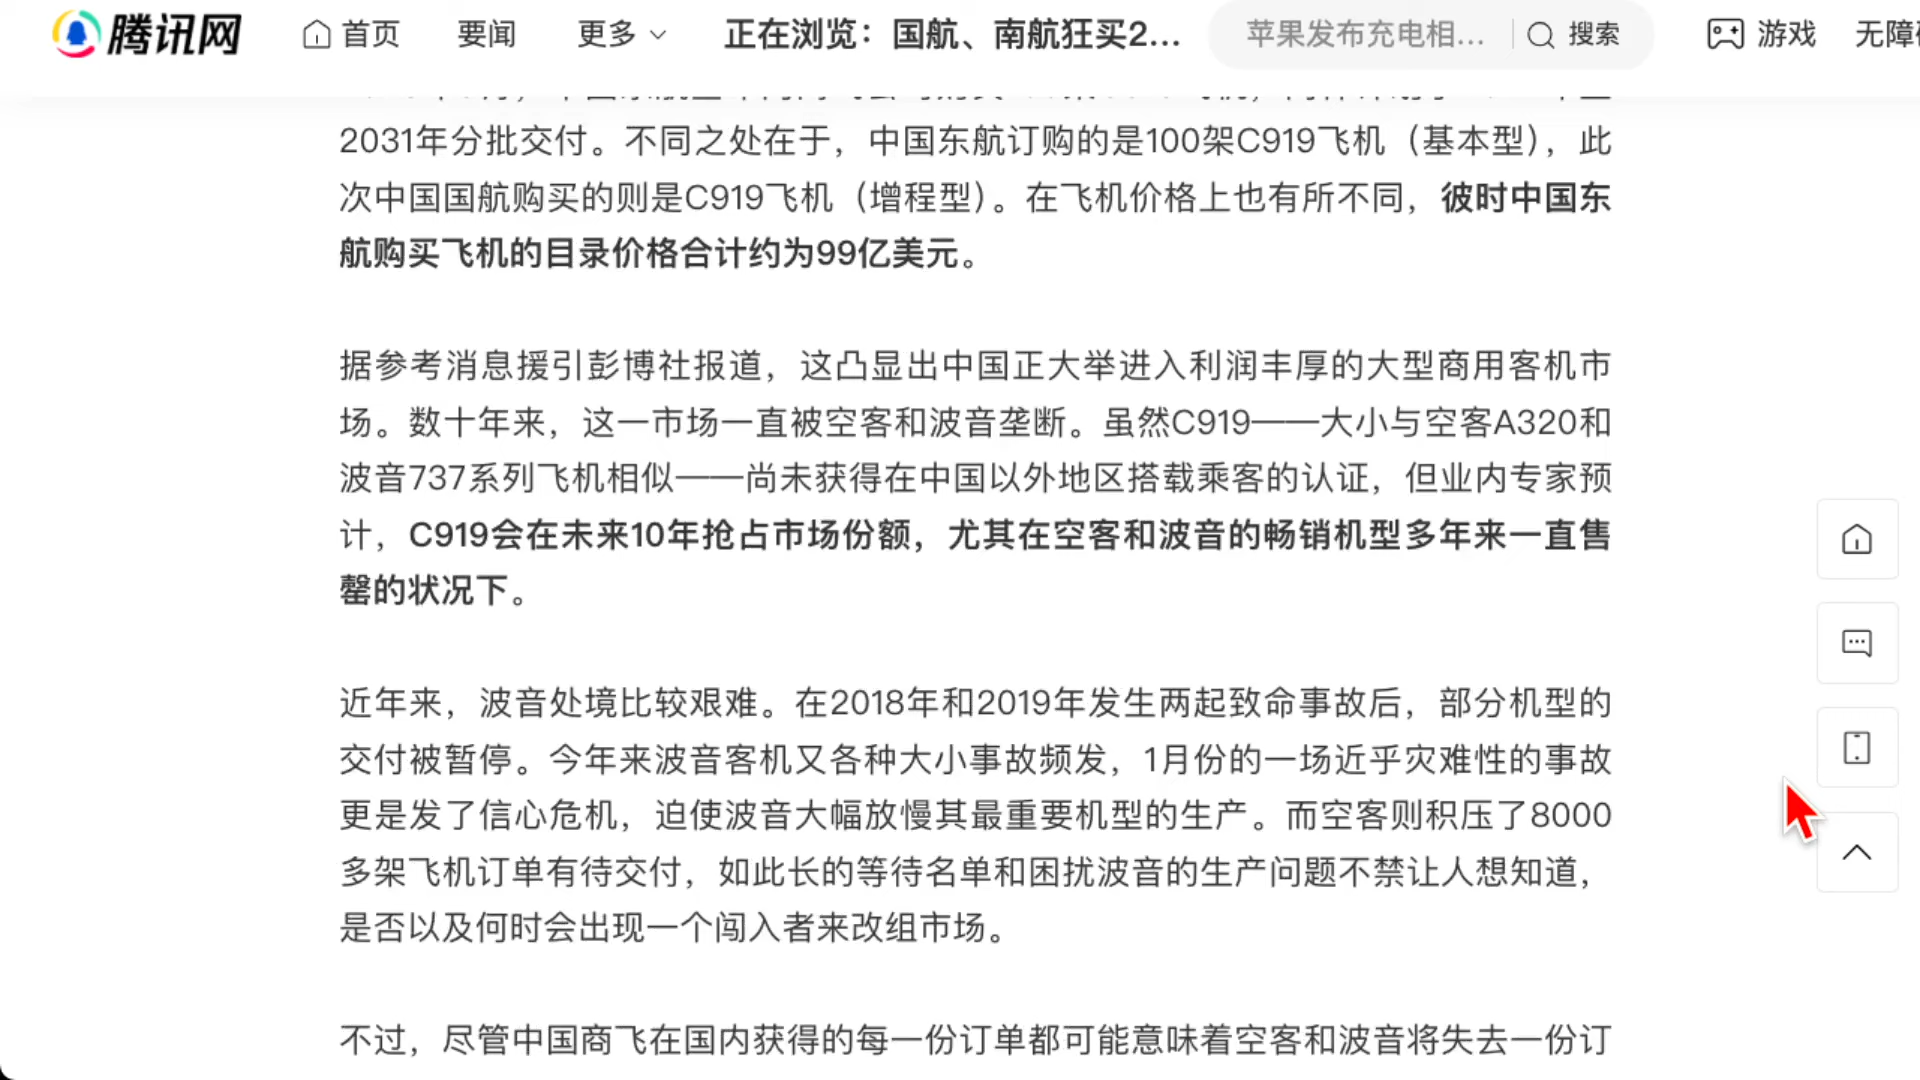 腾讯网
首页
要闻
更多
正在浏览：国航、南航狂买2...
苹果发布充电相...
搜索
游戏
无障
2031年分批交付。不同之处在于，中国东航订购的是100架C919飞机（基本型），此
次中国国航购买的则是C919飞机（增程型）。在飞机价格上也有所不同，彼时中国东
航购买飞机的目录价格合计约为99亿美元。
据参考消息援引彭博社报道，这凸显出中国正大举进入利润丰厚的大型商用客机市
场。数十年来，这一市场一直被空客和波音垄断。虽然C919——大小与空客A320和
波音737系列飞机相似——尚未获得在中国以外地区搭载乘客的认证，但业内专家预
计，C919会在未来10年抢占市场份额，尤其在空客和波音的畅销机型多年来一直售
罄的状况下。
近年来，波音处境比较艰难。在2018年和2019年发生两起致命事故后，部分机型的
交付被暂停。今年来波音客机又各种大小事故频发，1月份的一场近乎灾难性的事故
更是发了信心危机，迫使波音大幅放慢其最重要机型的生产。而空客则积压了8000
多架飞机订单有待交付，如此长的等待名单和困扰波音的生产问题不禁让人想知道，
是否以及何时会出现一个闯入者来改组市场。
不过，尽管中国商飞在国内获得的每一份订单都可能意味着空客和波音将失去一份订